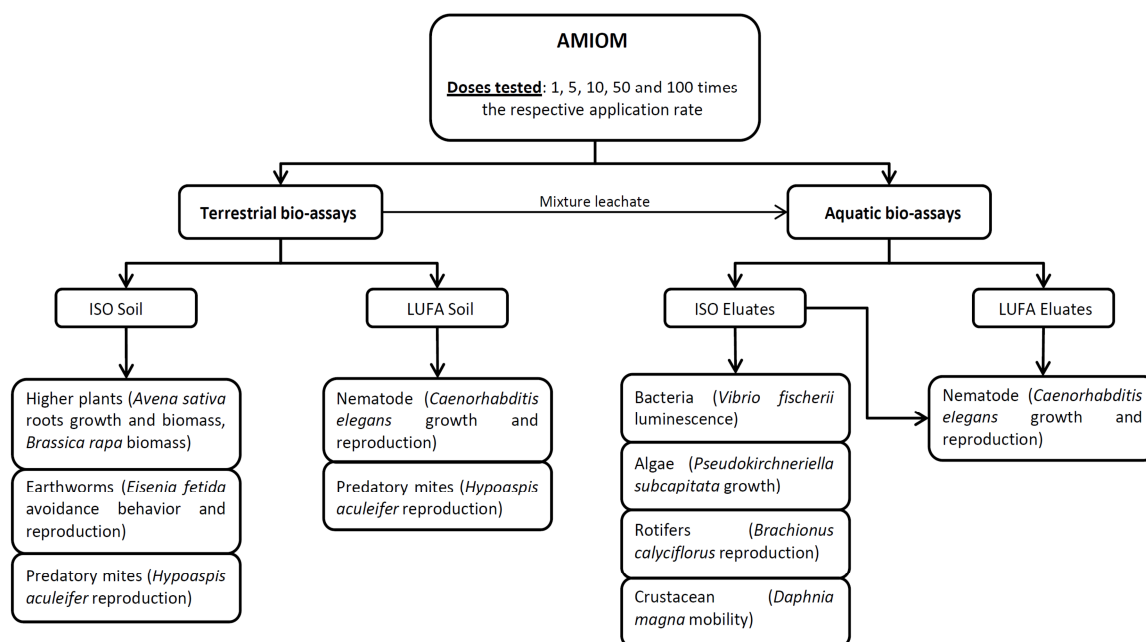 AMIOM
Doses tested: 1, 5, 10, 50 and 100 times
the respective application rate
Terrestrial bio-assays
Mixture leachate
Aquatic bio-assays
ISO Soil
LUFA Soil
ISO Eluates
LUFA Eluates
Higher plants (Avena sativa
roots growth and biomass,
Brassica rapa biomass)
Earthworms (Eisenia fetida
avoidance behavior and
reproduction)
Predatory mites (Hypoaspis
aculeifer reproduction)
Nematode (Caenorhabditis
elegans growth and
reproduction)
Predatory mites (Hypoaspis
aculeifer reproduction)
Bacteria (Vibrio fischerii
luminescence)
Algae (Pseudokirchneriella
subcapitata growth)
Rotifers (Brachionus
calyciflorus reproduction)
Crustacean (Daphnia
magna mobility)
Nematode (Caenorhabditis
elegans growth and
reproduction)